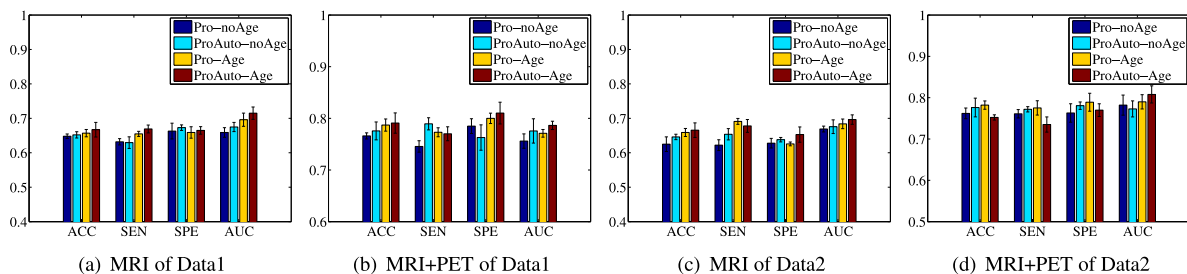 1
0.9
0.8
0.7
0.6
0.5
0.4
Pro−noAge
ProAuto−noAge
Pro−Age
ProAuto−Age
ACC SEN SPE AUC
(a) MRI of Data1
1
0.9
0.8
0.7
0.6
Pro−noAge
ProAuto−noAge
Pro−Age
ProAuto−Age
ACC SEN SPE AUC
(b) MRI+PET of Data1
1
0.9
0.8
0.7
0.6
0.5
0.4
Pro−noAge
ProAuto−noAge
Pro−Age
ProAuto−Age
ACC SEN SPE AUC
(c) MRI of Data2
1
0.9
0.8
0.7
0.6
0.5
Pro−noAge
ProAuto−noAge
Pro−Age
ProAuto−Age
ACC SEN SPE AUC
(d) MRI+PET of Data2